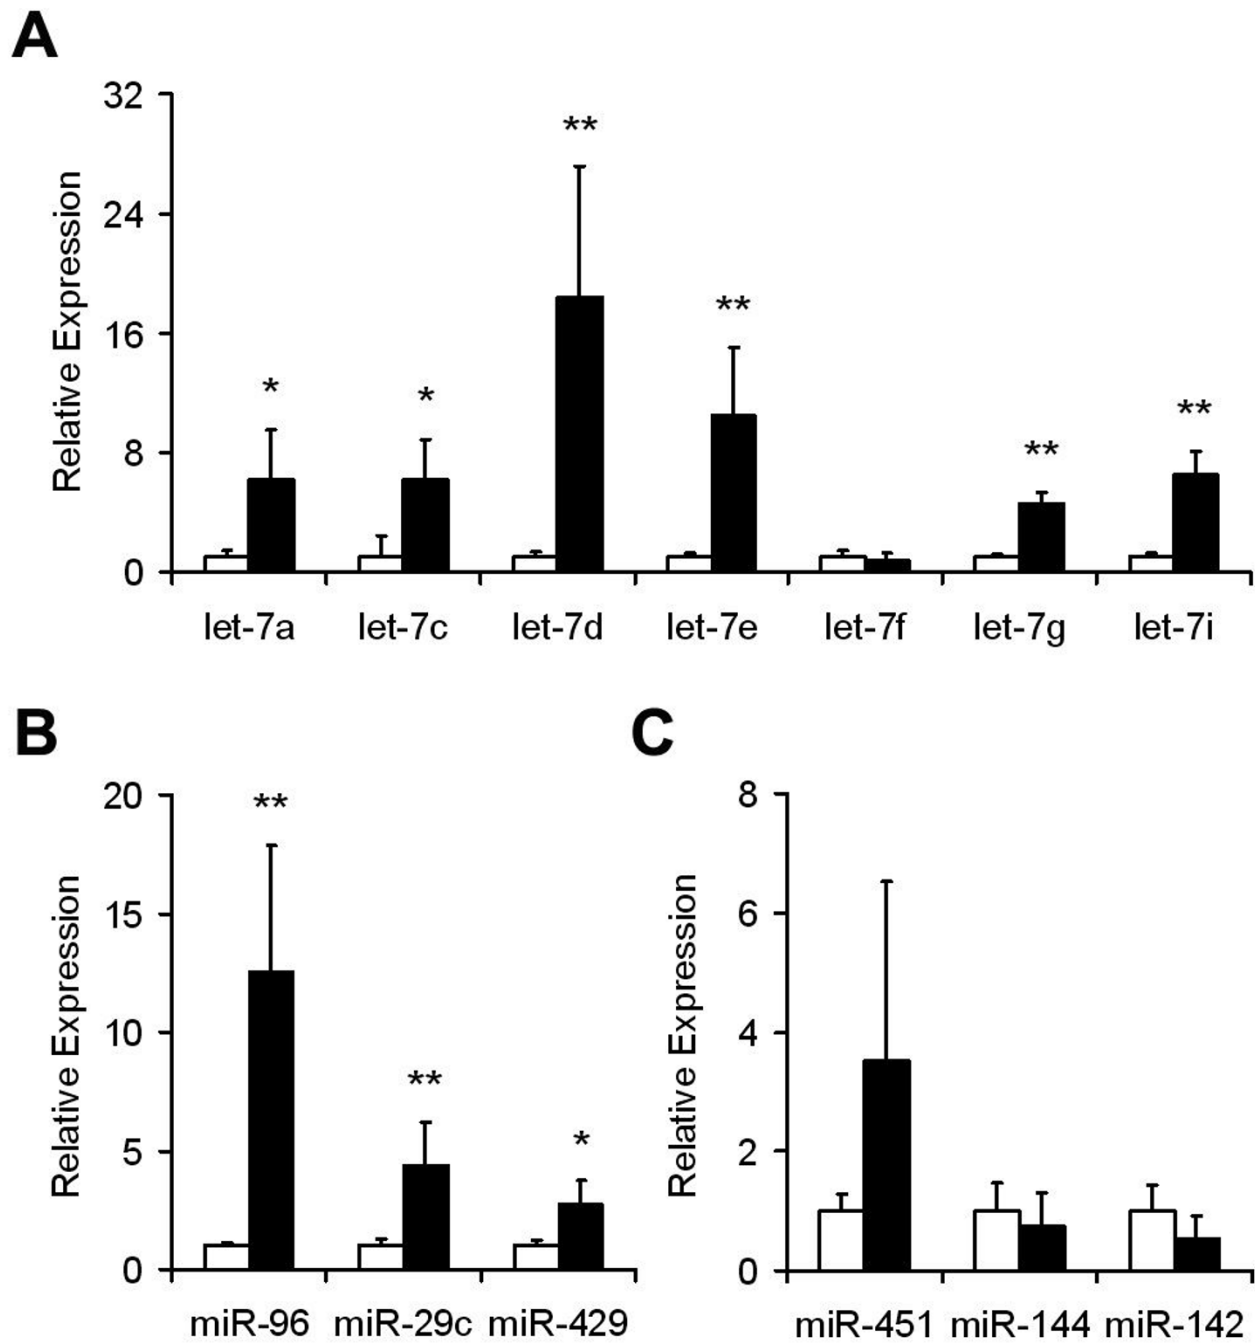 A
Relative Expression
32
24
16
8
0
*
*
**
**
**
**
let-7a let-7c let-7d let-7e let-7f let-7g let-7i
B
Relative Expression
20
15
10
5
0
**
**
*
miR-96 miR-29c miR-429
C
Relative Expression
8
6
4
2
0
miR-451 miR-144 miR-142